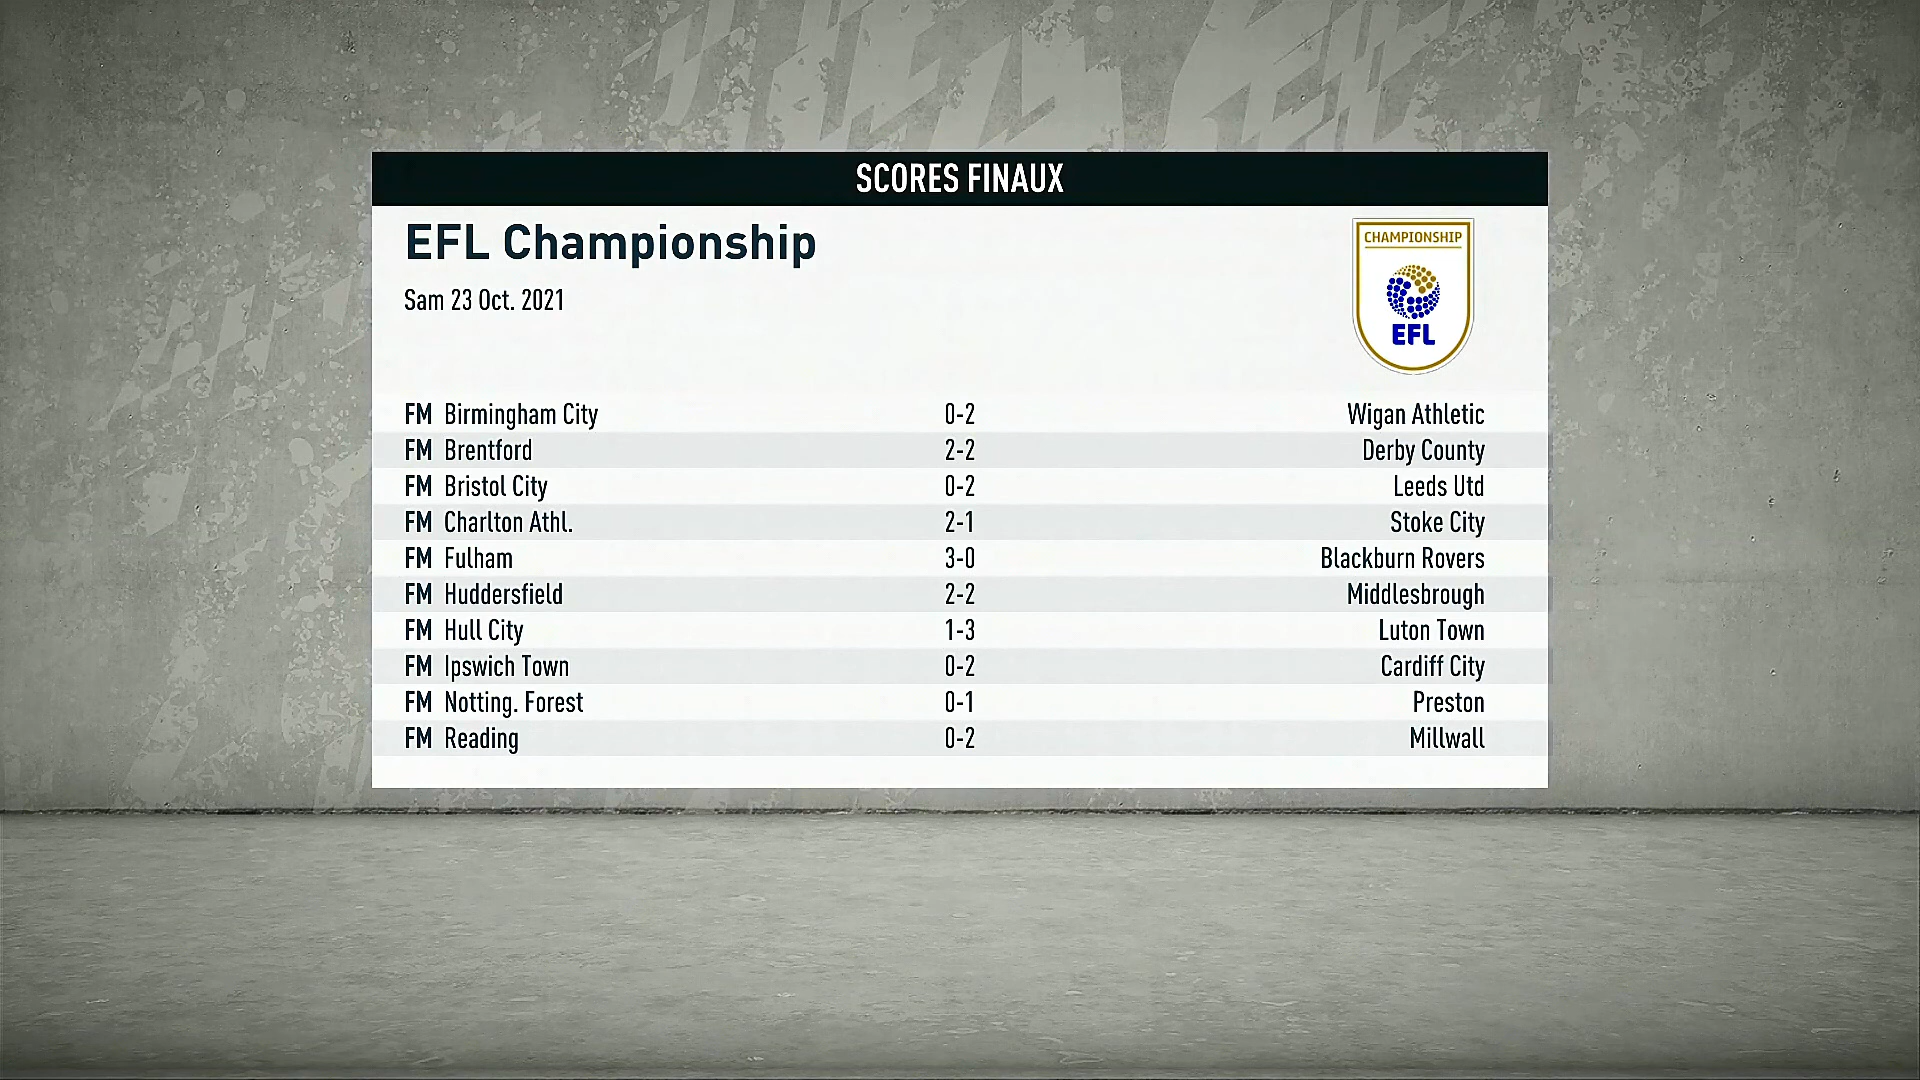 SCORES FINAUX
EFL Championship
CHAMPIONSHIP
EFL
Sam 23 Oct. 2021
FM Birmingham City 0-2 Wigan Athletic
FM Brentford 2-2 Derby County
FM Bristol City 0-2 Leeds Utd
FM Charlton Athl. 2-1 Stoke City
FM Fulham 3-0 Blackburn Rovers
FM Huddersfield 2-2 Middlesbrough
FM Hull City 1-3 Luton Town
FM Ipswich Town 0-2 Cardiff City
FM Notting. Forest 0-1 Preston
FM Reading 0-2 Millwall